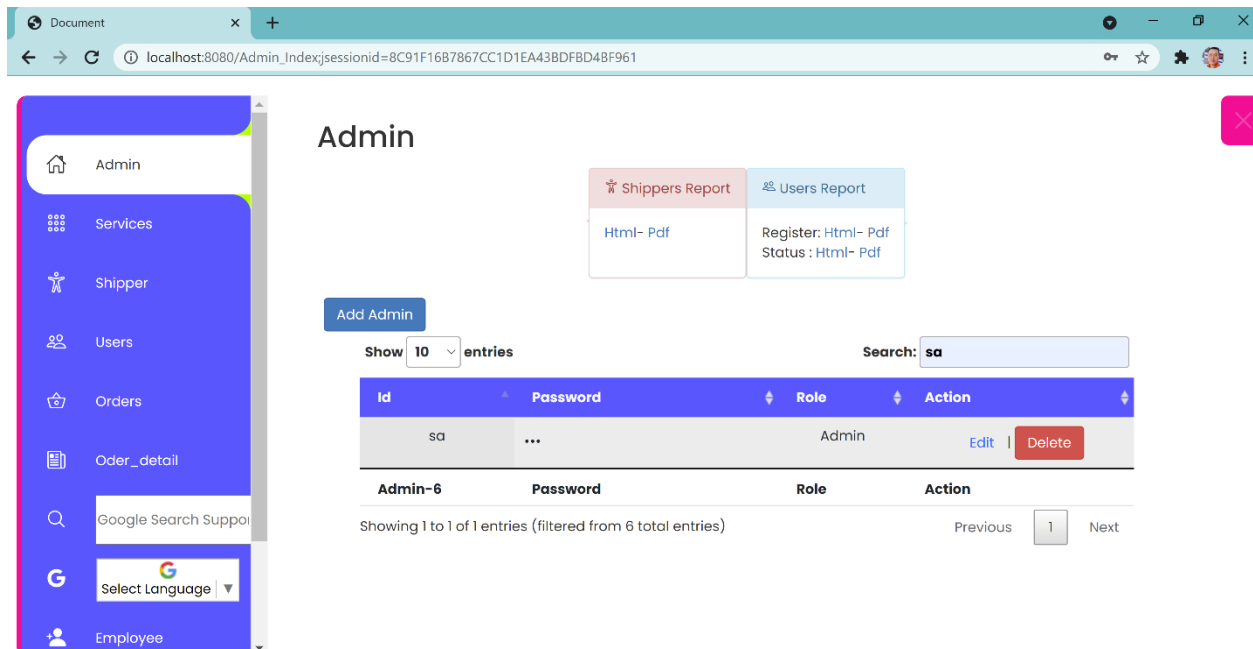 Document
localhost:8080/Admin_Index;jsessionid=8C91F16B7867CC1D1EA43BDFBD4BF961
Admin
Services
Shipper
Users
Orders
Oder_detail
Google Search Suppor
G
Select Language ▼
Employee
Admin
Shippers Report
Html- Pdf
Users Report
Register: Html- Pdf
Status : Html- Pdf
Add Admin
Show 10 entries
Search: sa
Id Password Role Action
sa ••• Admin Edit | Delete
Admin-6 Password Role Action
Showing 1 to 1 of 1 entries (filtered from 6 total entries)
Previous 1 Next